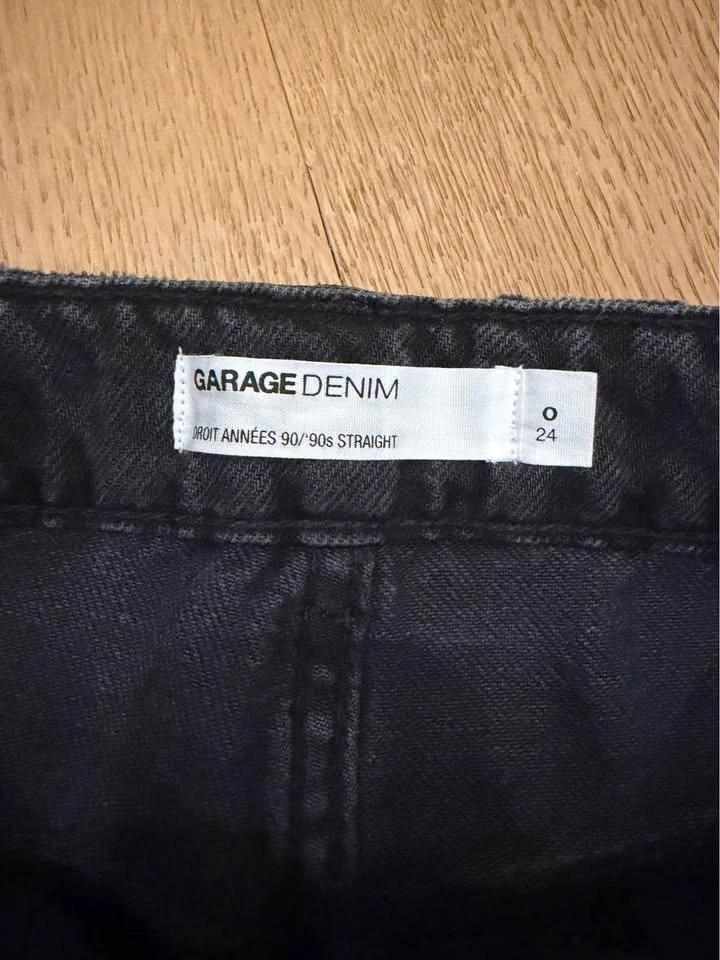 GARAGE DENIM
DROIT ANNÉES 90/'90s STRAIGHT
0
24